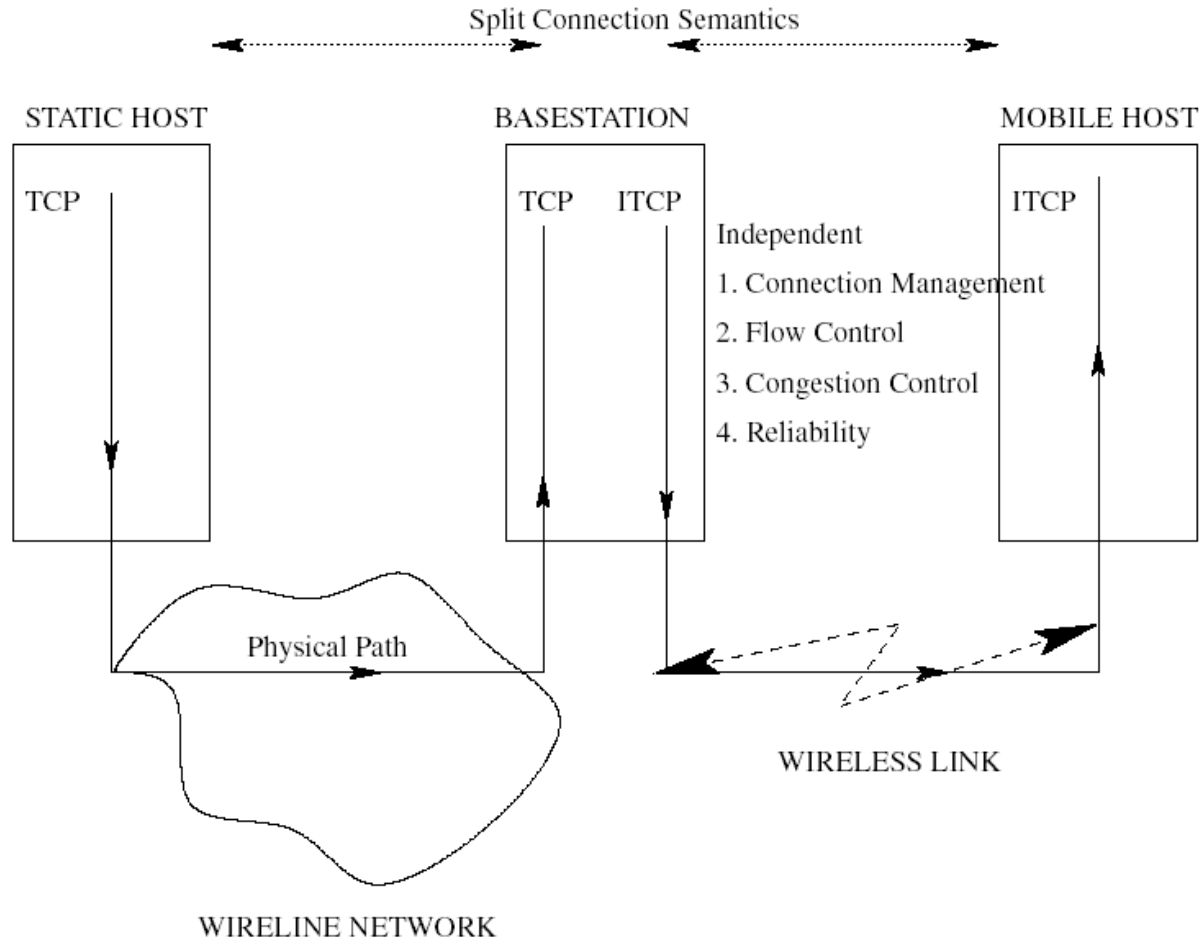 Split Connection Semantics
STATIC HOST
BASESTATION
MOBILE HOST
TCP
TCP
ITCP
ITCP
Independent
1. Connection Management
2. Flow Control
3. Congestion Control
4. Reliability
Physical Path
WIRELESS LINK
WIRELINE NETWORK